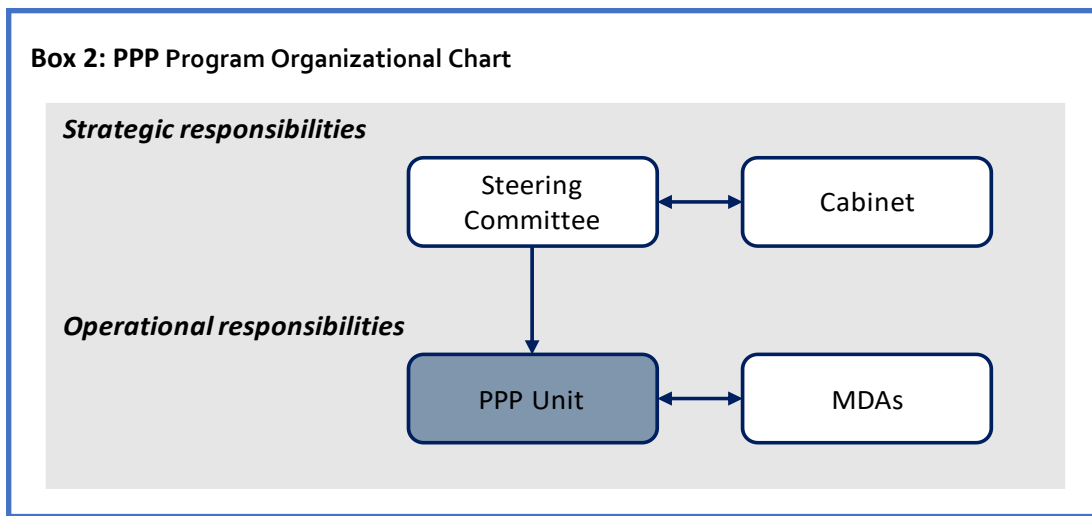 Box 2: PPP Program Organizational Chart
Strategic responsibilities
Steering
Committee
Cabinet
Operational responsibilities
PPP Unit
MDAs